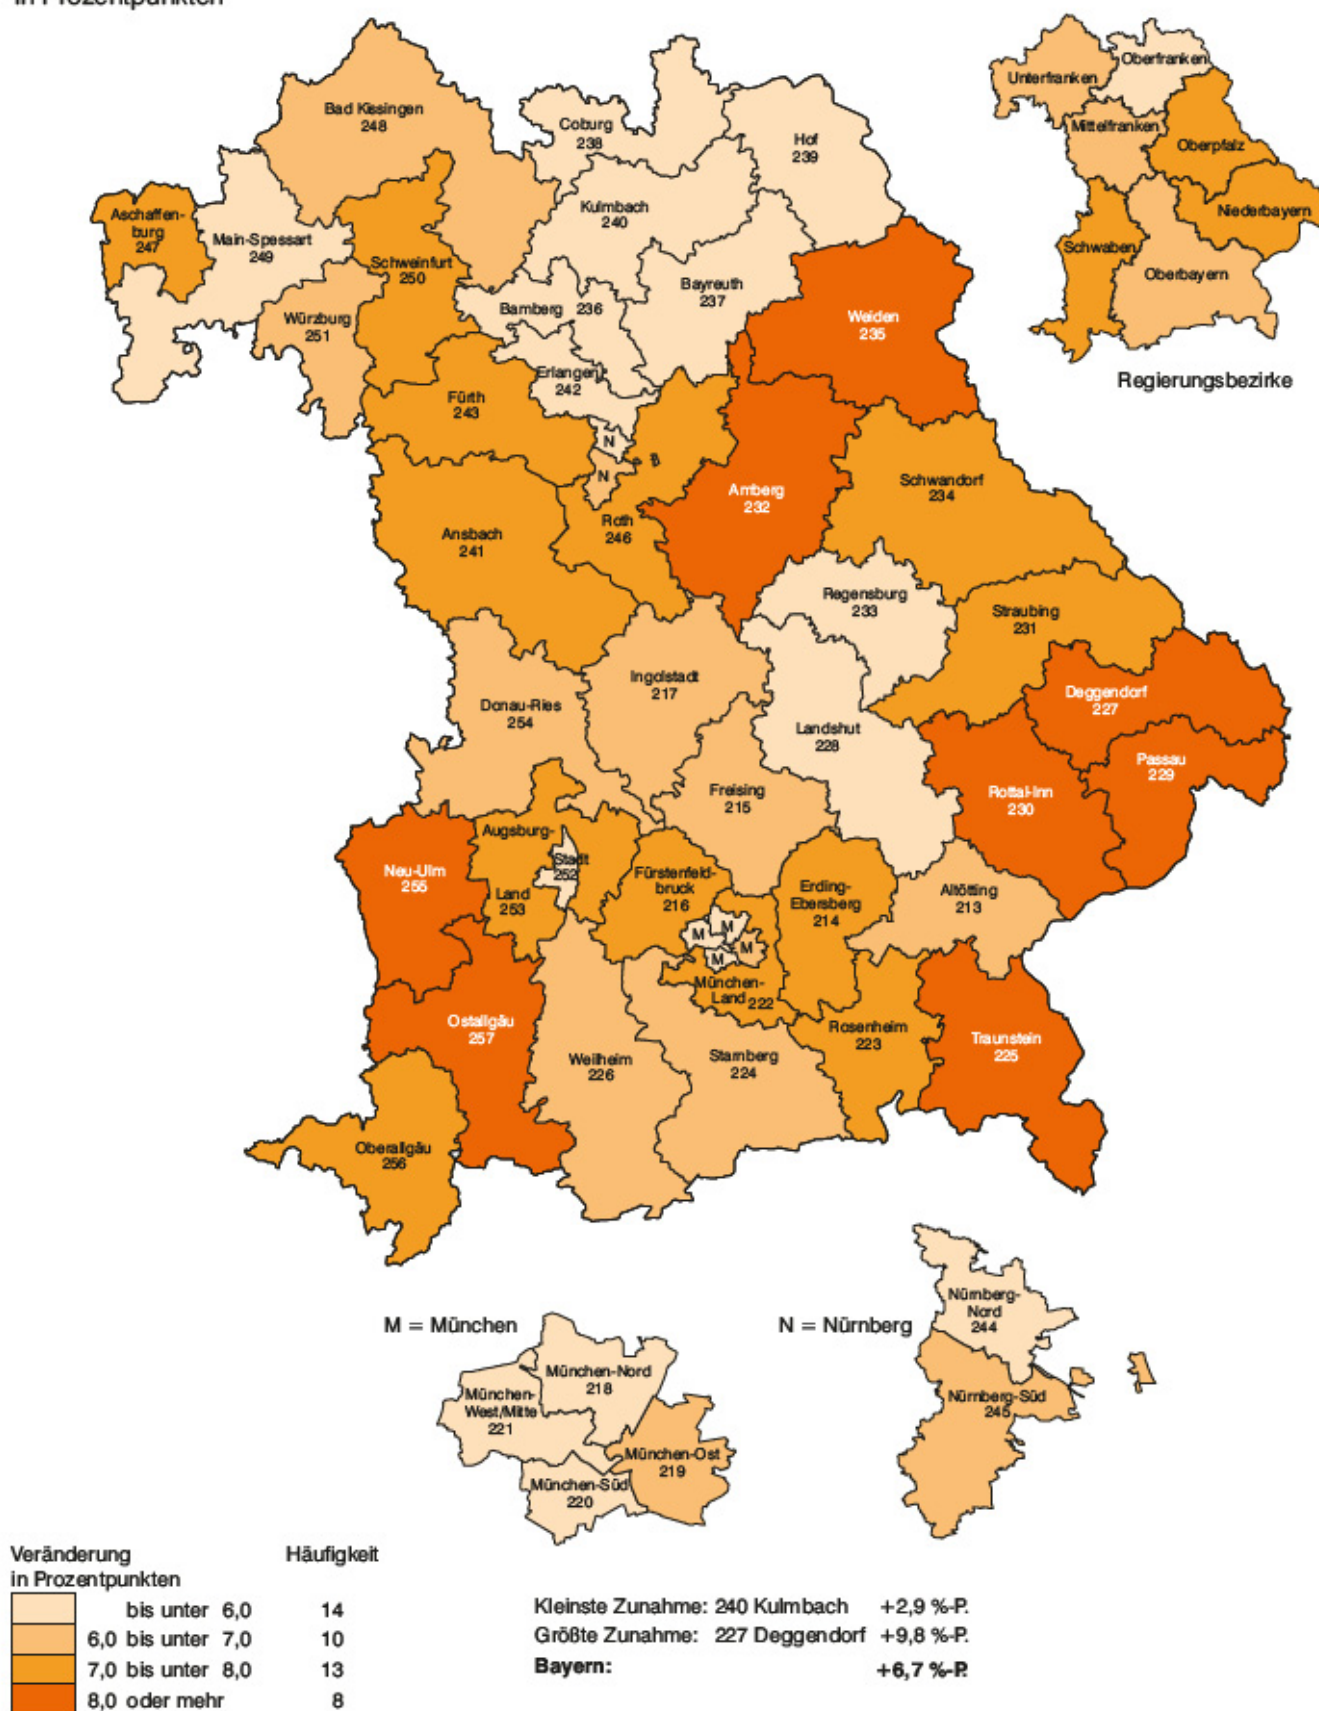 in Prozentpunkten
Bad Kissingen
248
Coburg
238
Hof
239
Kulmbach
240
Aschaffen-
burg
247
Main-Spessart
249
Schweinfurt
250
Bayreuth
237
Bamberg 236
Würzburg
251
Weiden
235
Erlangen
242
Fürth
243
N
N
Amberg
232
Schwandorf
234
Roth
246
Ansbach
241
Regensburg
233
Straubing
231
Ingolstadt
217
Deggendorf
227
Donau-Ries
254
Landshut
228
Passau
229
Freising
215
Rottal-Inn
230
Augsburg-
Stadt
252
Land
253
Neu-Ulm
255
Fürstenfeld-
bruck
216
Erding-
Ebersberg
214
Altötting
213
M
M
M
M
München-
Land 222
Ostallgäu
257
Rosenheim
223
Traunstein
225
Weilheim
226
Starnberg
224
Oberallgäu
256
Oberfranken
Unterfranken
Mittelfranken
Oberpfalz
Niederbayern
Schwaben
Oberbayern
Regierungsbezirke
M = München
München-Nord
218
München-
West/Mitte
221
München-Ost
219
München-Süd
220
N = Nürnberg
Nürnberg-
Nord
244
Nürnberg-Süd
245
Veränderung Häufigkeit
in Prozentpunkten
bis unter 6,0 14
6,0 bis unter 7,0 10
7,0 bis unter 8,0 13
8,0 oder mehr 8
Kleinste Zunahme: 240 Kulmbach +2,9 %-P.
Größte Zunahme: 227 Deggendorf +9,8 %-P.
Bayern: +6,7 %-P.